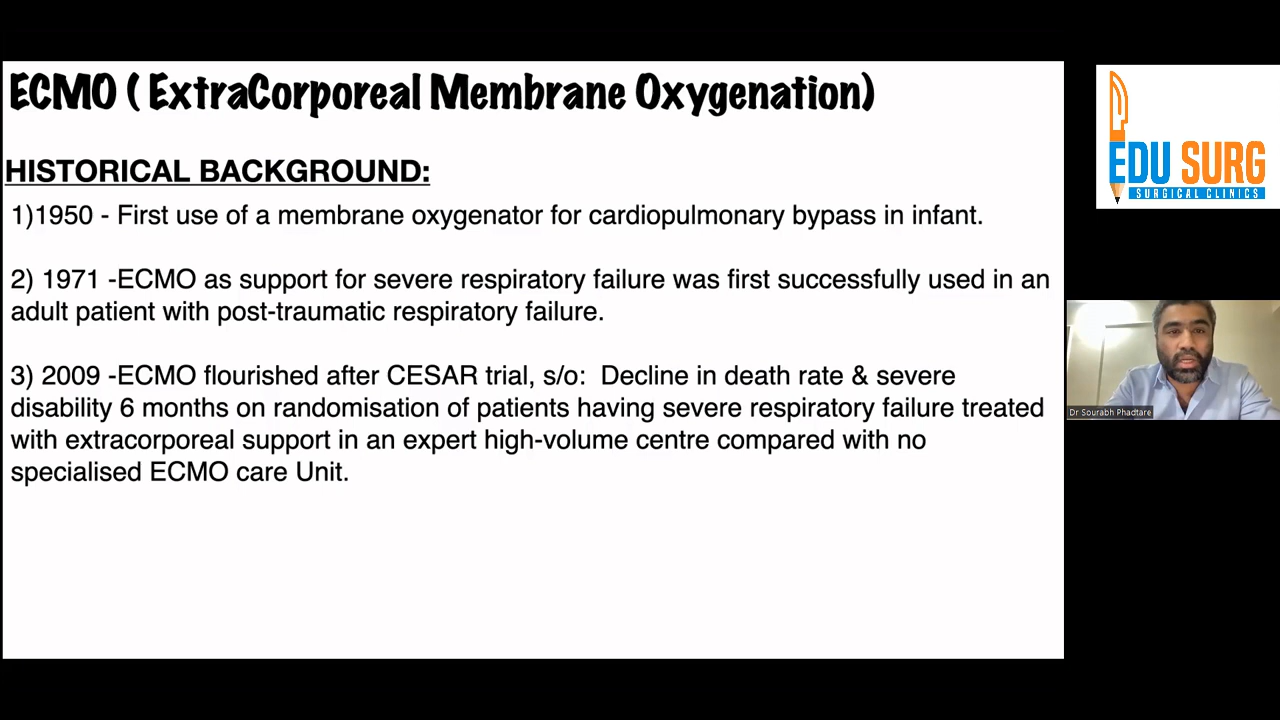 ECMO ( ExtraCorporeal Membrane Oxygenation)
HISTORICAL BACKGROUND:
1)1950 - First use of a membrane oxygenator for cardiopulmonary bypass in infant.
2) 1971 -ECMO as support for severe respiratory failure was first successfully used in an
adult patient with post-traumatic respiratory failure.
3) 2009 -ECMO flourished after CESAR trial, s/o:  Decline in death rate & severe
disability 6 months on randomisation of patients having severe respiratory failure treated
with extracorporeal support in an expert high-volume centre compared with no
specialised ECMO care Unit.
EDU SURG
SURGICAL CLINICS
Dr Sourabh Phadtare